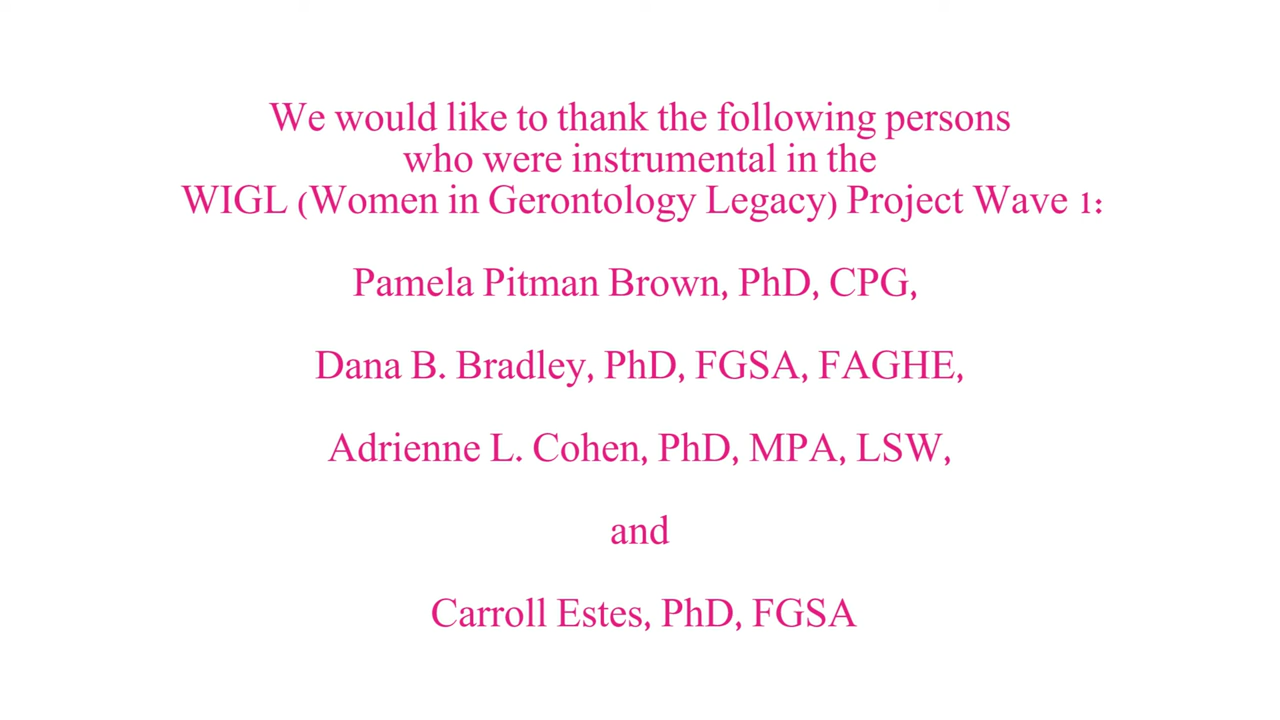 We would like to thank the following persons
who were instrumental in the
WIGL (Women in Gerontology Legacy) Project Wave 1:
Pamela Pitman Brown, PhD, CPG,
Dana B. Bradley, PhD, FGSA, FAGHE,
Adrienne L. Cohen, PhD, MPA, LSW,
and
Carroll Estes, PhD, FGSA